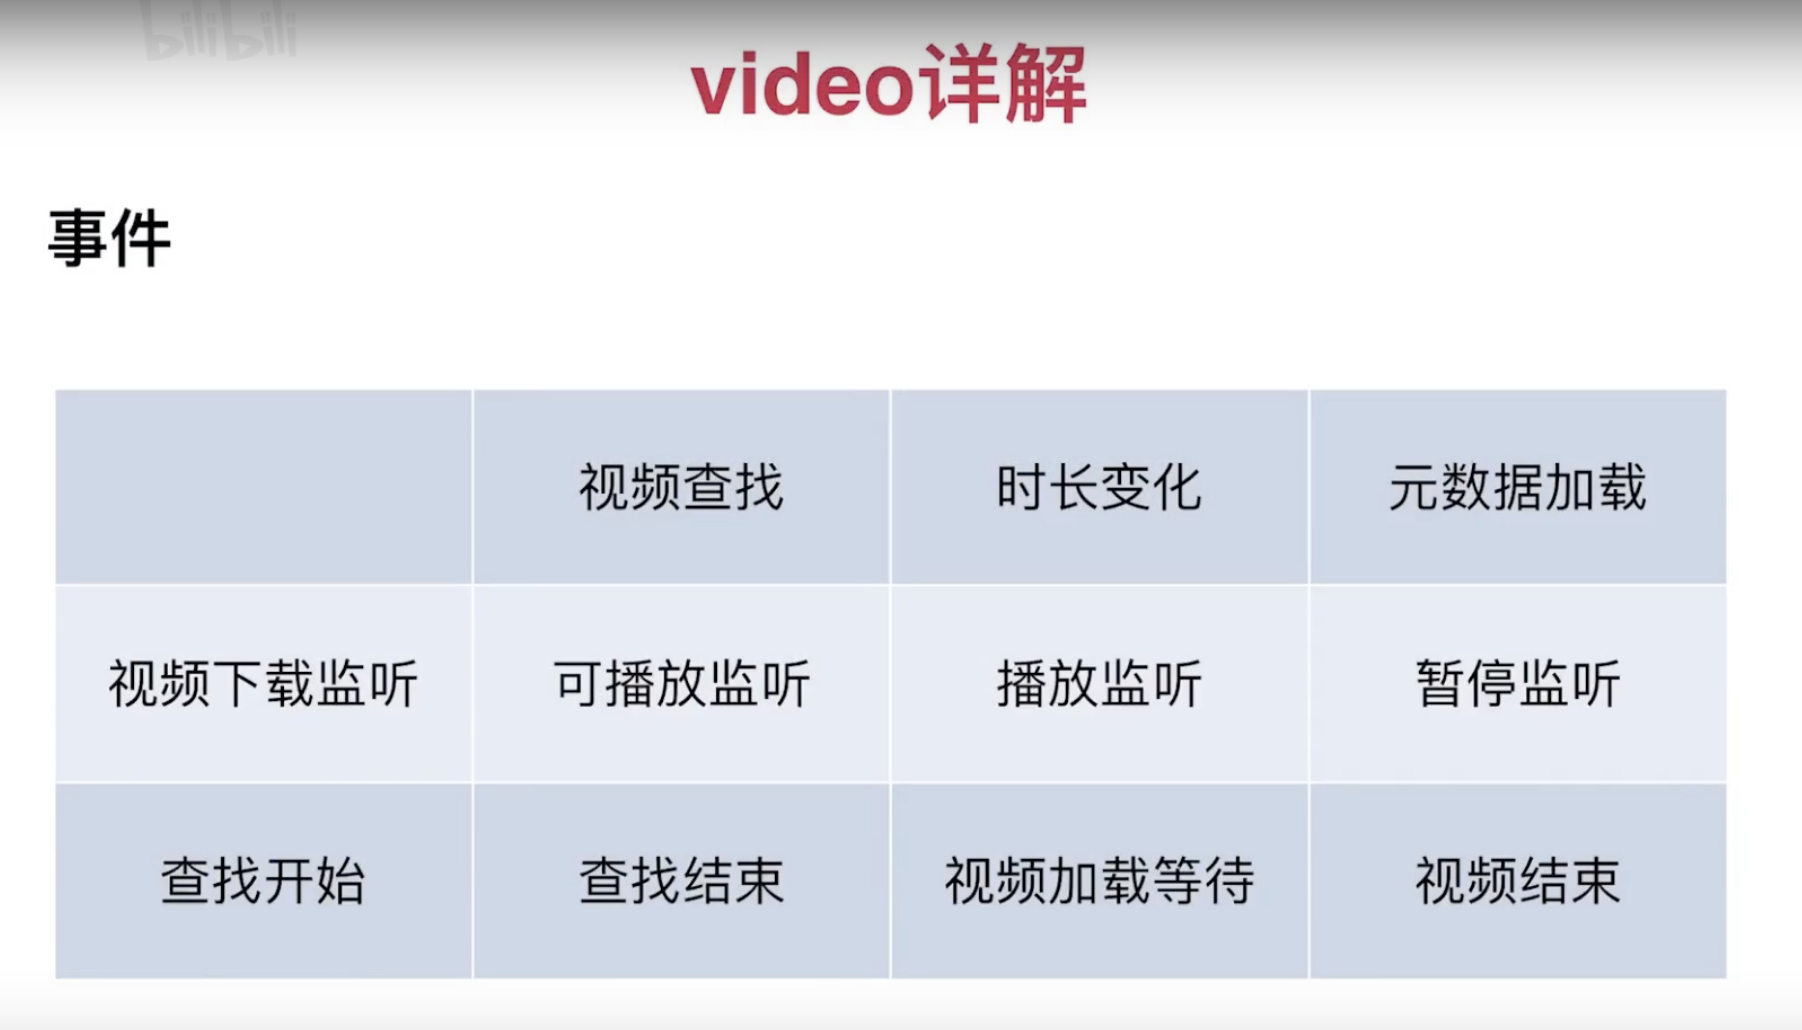 bilibili
video详解
事件
视频查找 时长变化 元数据加载
视频下载监听 可播放监听 播放监听 暂停监听
查找开始 查找结束 视频加载等待 视频结束